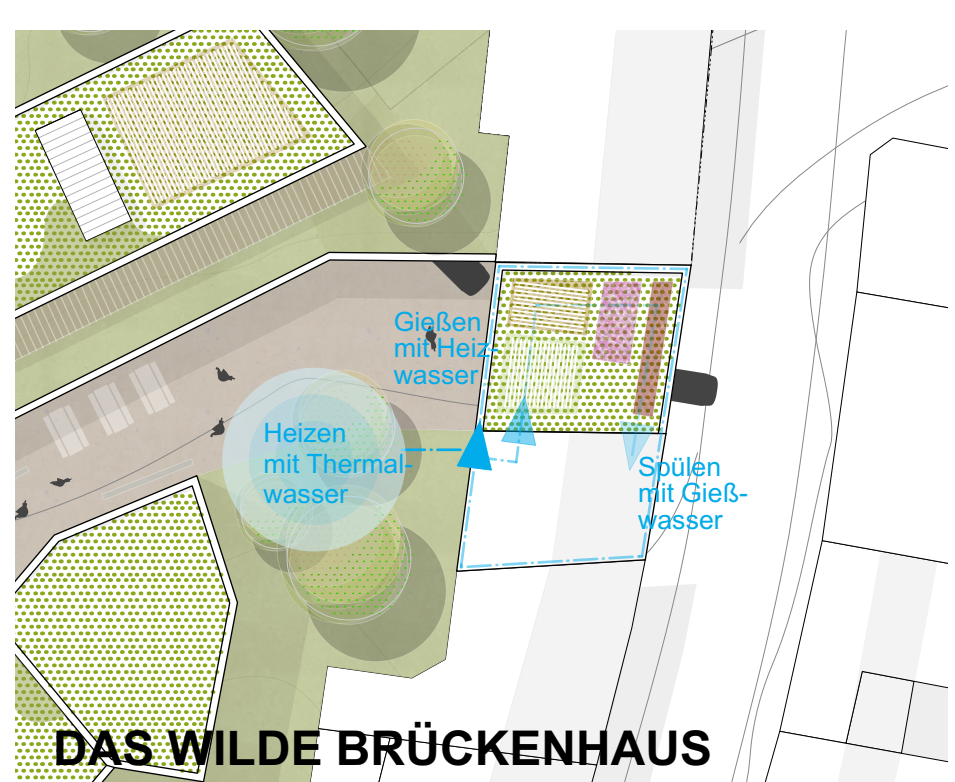 Gießen
mit Heiz-
wasser
Heizen
mit Thermal-
wasser
Spülen
mit Gieß-
wasser
DAS WILDE BRÜCKENHAUS